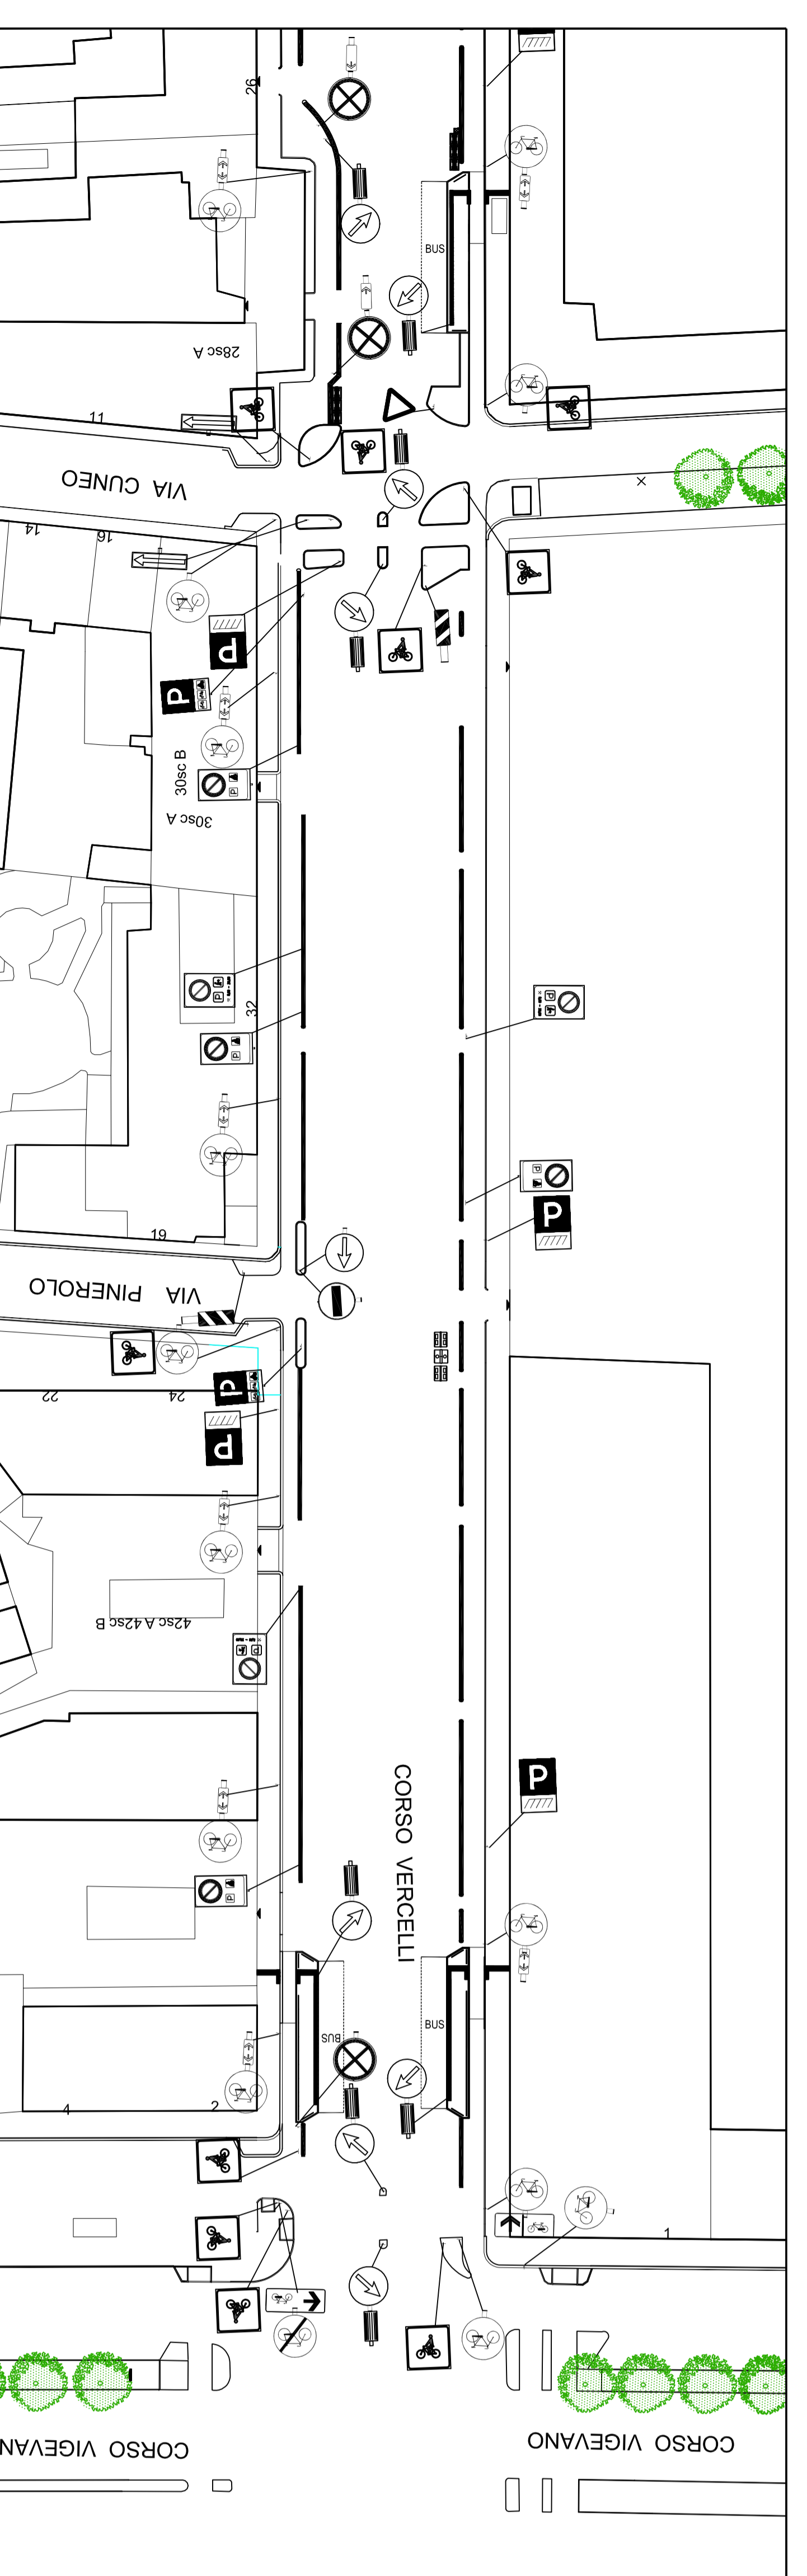 26
BUS
28sc A
11
VIA CUNEO
14
16
P
P
30sc B
30sc A
32
P
19
VIA PINEROLO
22
24
P
P
42sc A 42sc B
P
CORSO VERCELLI
BUS
BUS
4
2
1
CORSO VIGEVANO
CORSO VIGEVANO